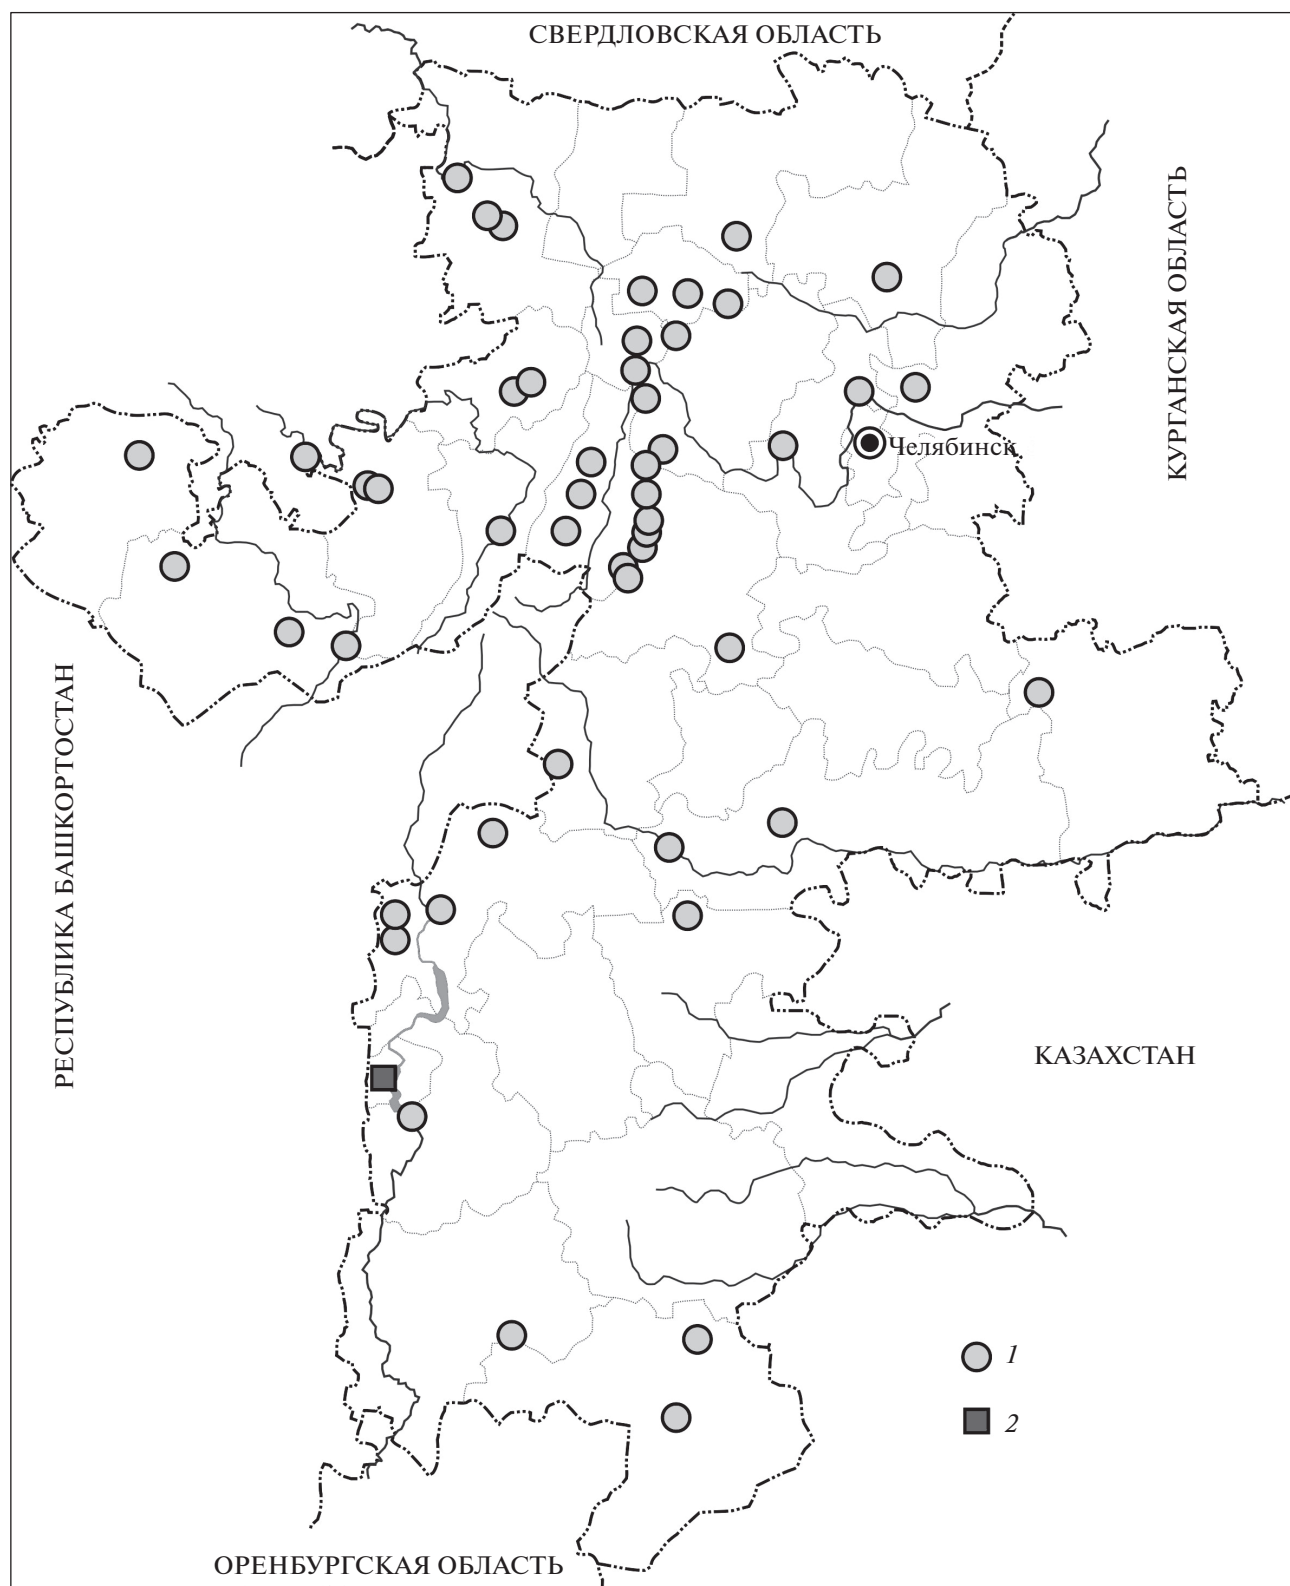 СВЕРДЛОВСКАЯ ОБЛАСТЬ
КУРГАНСКАЯ ОБЛАСТЬ
Челябинск
РЕСПУБЛИКА БАШКОРТОСТАН
КАЗАХСТАН
1
2
ОРЕНБУРГСКАЯ ОБЛАСТЬ